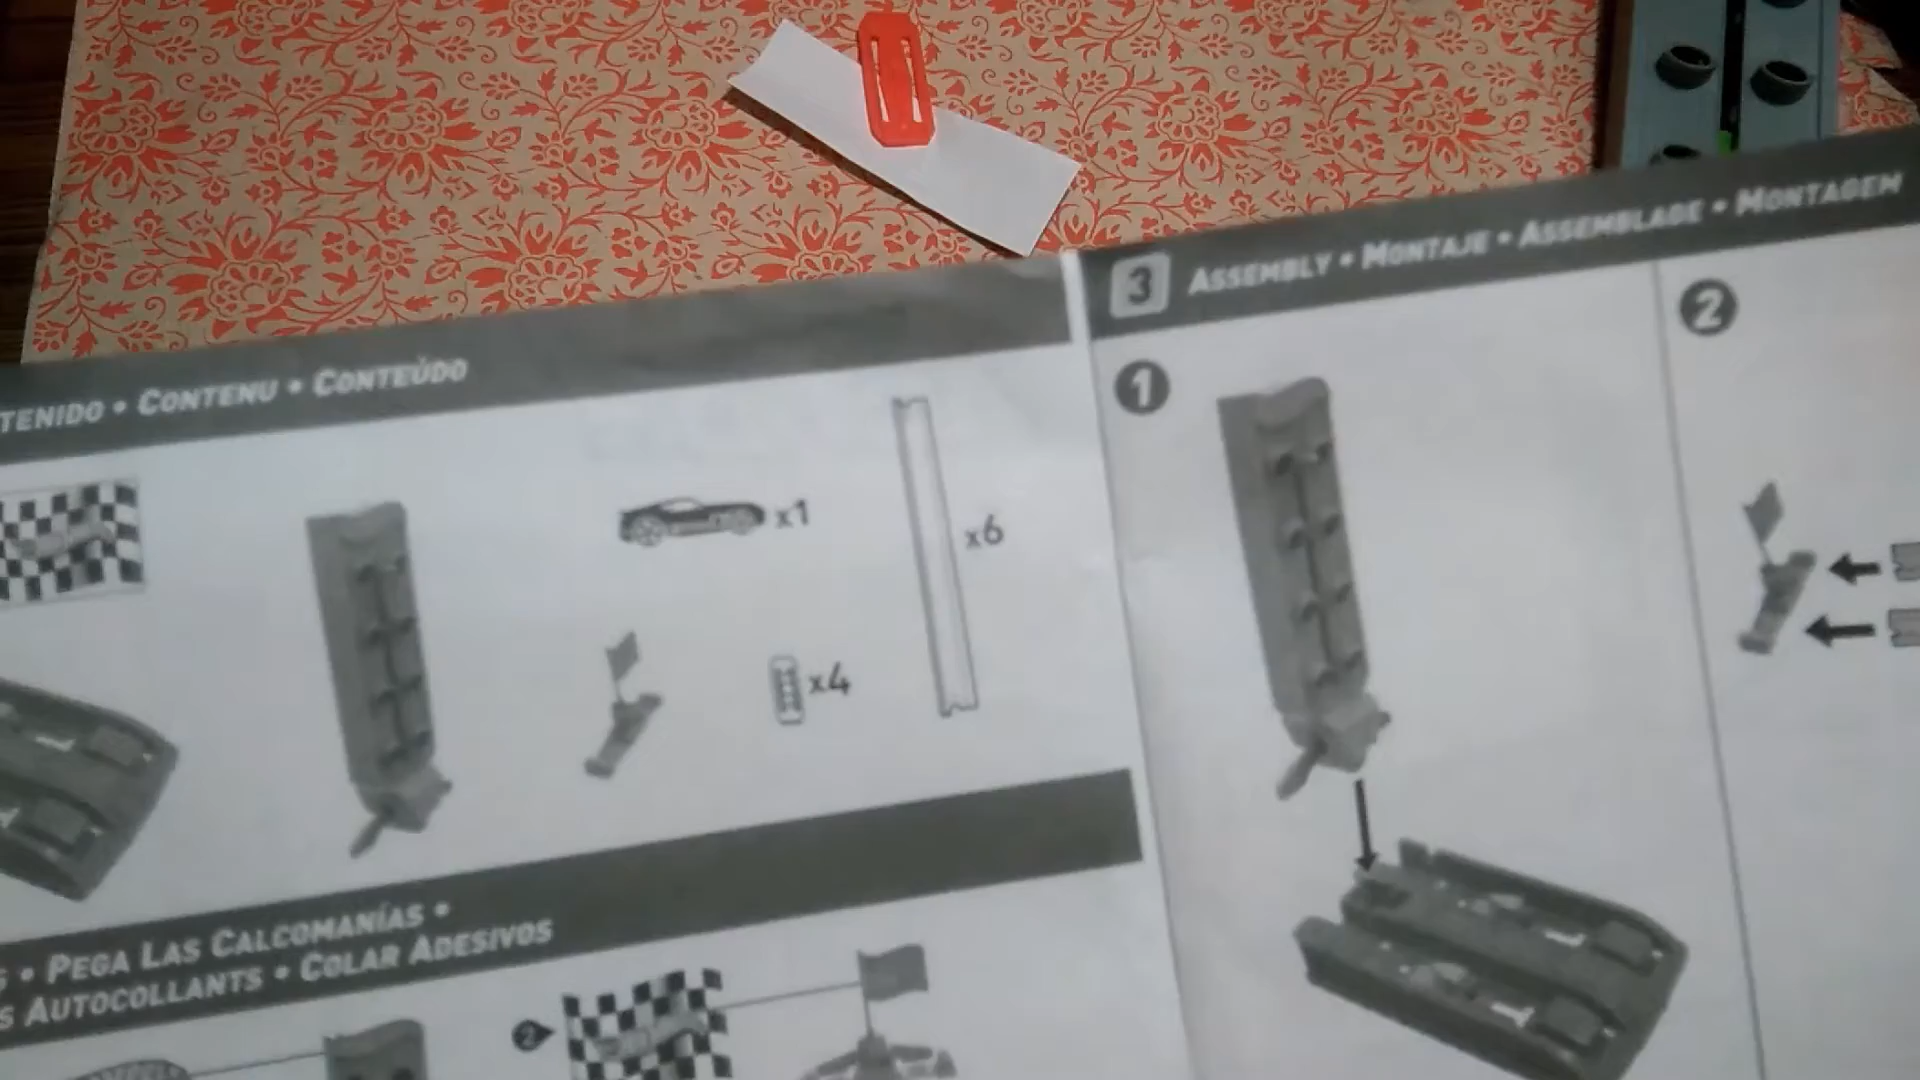 TENIDO • CONTENU • CONTEÚDO
x1
x6
x4
• PEGA LAS CALCOMANÍAS •
S AUTOCOLLANTS • COLAR ADESIVOS
2
3 ASSEMBLY • MONTAJE • ASSEMBLAGE • MONTAGEM
1
2